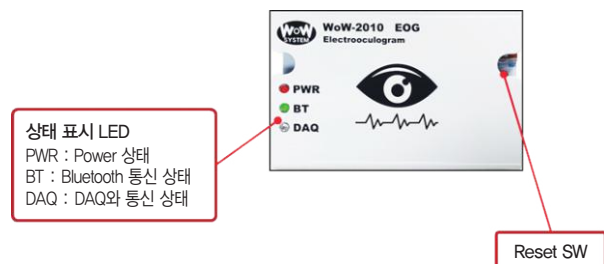 WoW
SYSTEM
WoW-2010 EOG
Electrooculogram
PWR
BT
DAQ
상태 표시 LED
PWR : Power 상태
BT : Bluetooth 통신 상태
DAQ : DAQ와 통신 상태
Reset SW